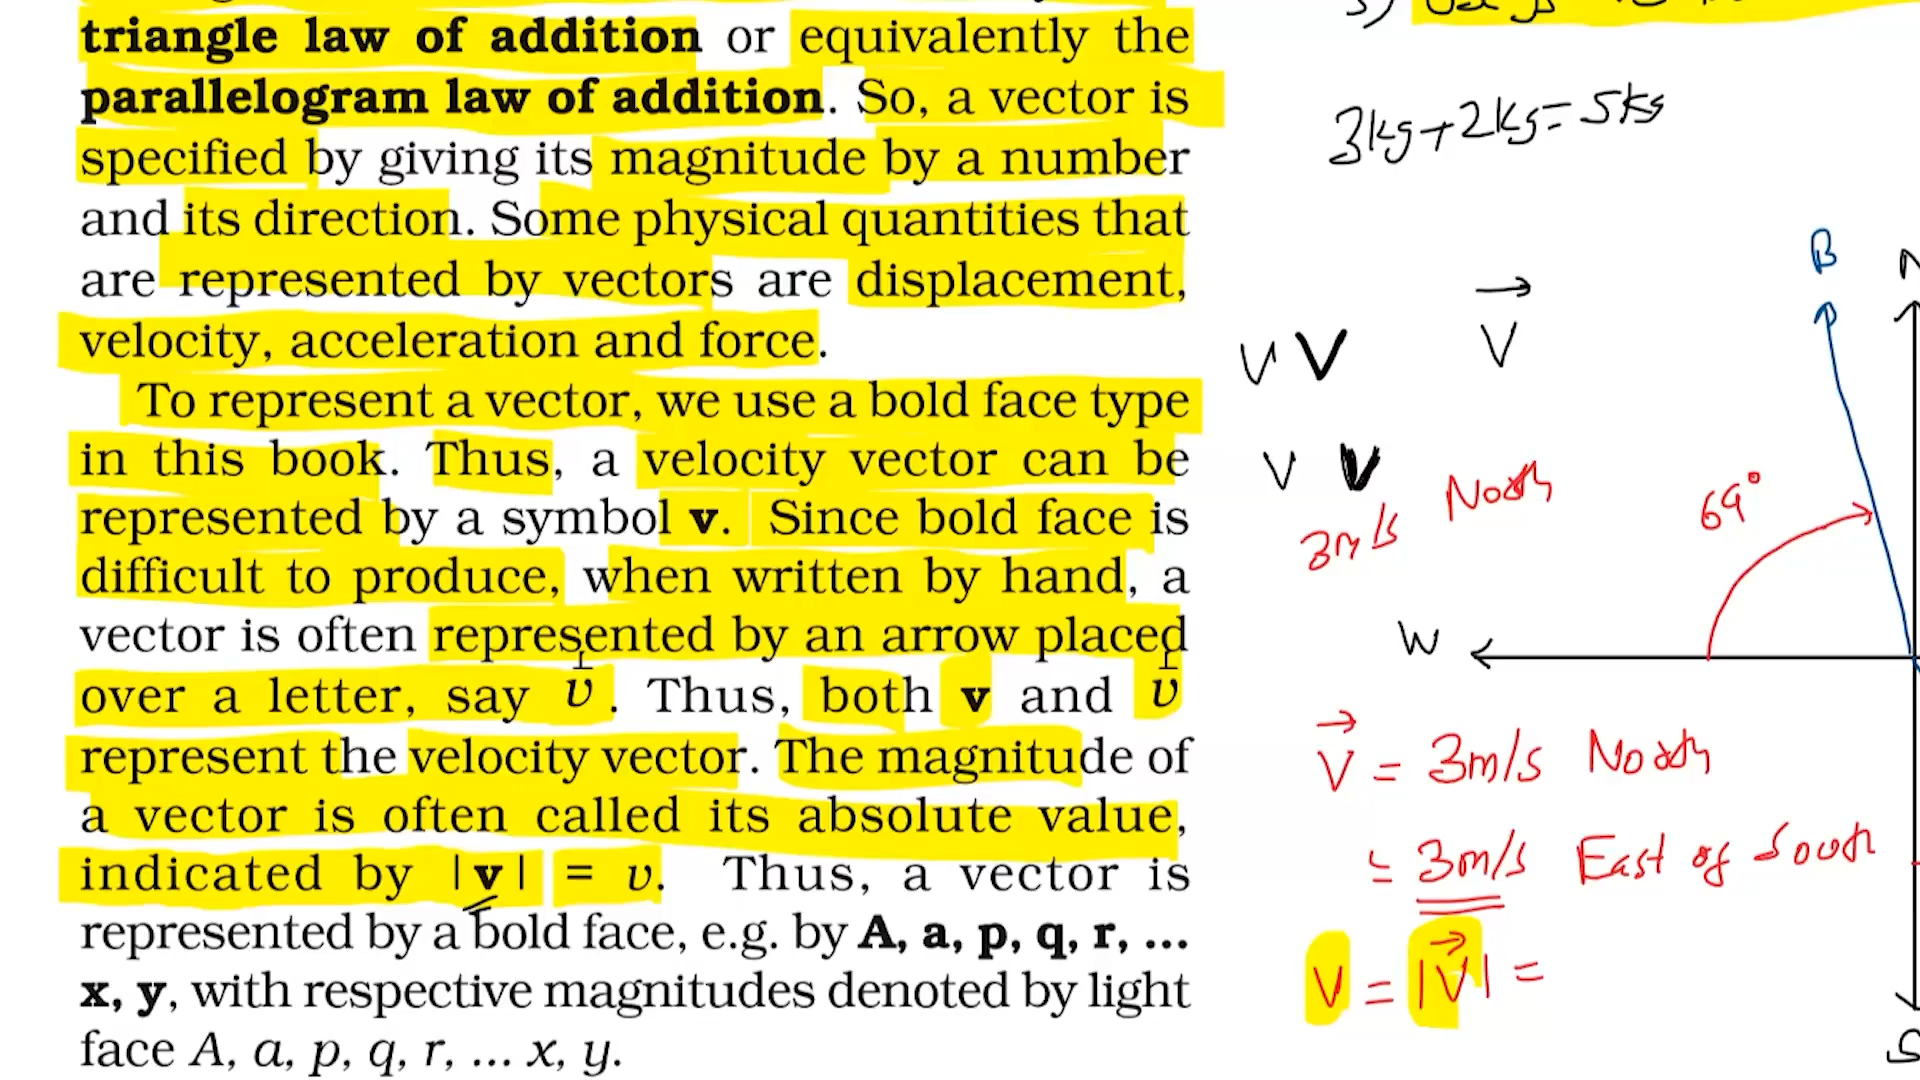 triangle law of addition or equivalently the
parallelogram law of addition. So, a vector is
specified by giving its magnitude by a number
and its direction. Some physical quantities that
are represented by vectors are displacement,
velocity, acceleration and force.
To represent a vector, we use a bold face type
in this book. Thus, a velocity vector can be
represented by a symbol v. Since bold face is
difficult to produce, when written by hand, a
vector is often represented by an arrow placed
over a letter, say v. Thus, both v and v
represent the velocity vector. The magnitude of
a vector is often called its absolute value,
indicated by |v| = v. Thus, a vector is
represented by a bold face, e.g. by A, a, p, q, r, ...
x, y, with respective magnitudes denoted by light
face A, a, p, q, r, ... x, y.
3kg+2kg=5kg
B
V V V⃗
V V
3m/s North
69°
W
V⃗ = 3m/s North
= 3m/s East of South
V = |V⃗| =
S